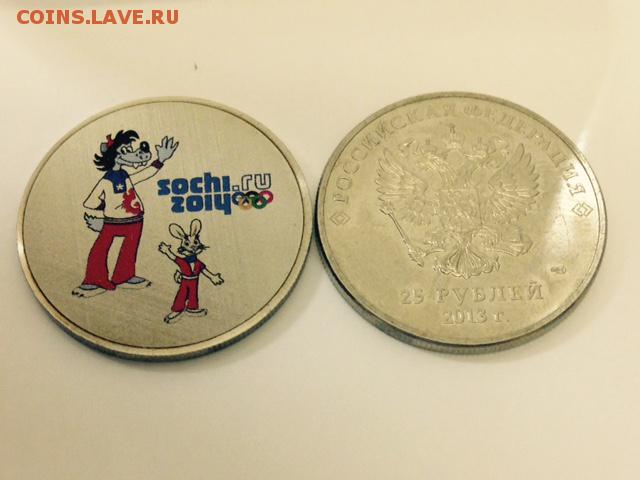 COINS.LAVE.RU
sochi.ru
2014
РОССИЙСКАЯ ФЕДЕРАЦИЯ
25 РУБЛЕЙ
2013 г.